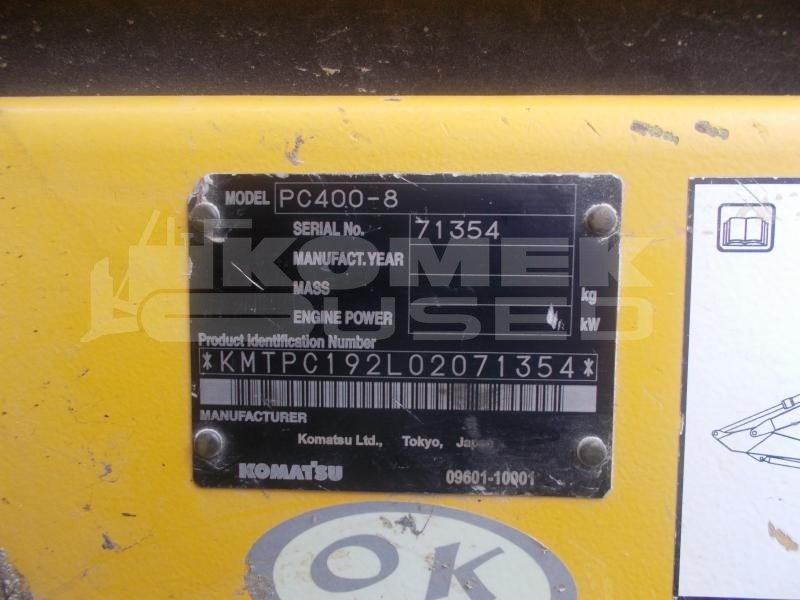 MODEL PC400-8
SERIAL No. 71354
MANUFACT.YEAR
MASS kg
ENGINE POWER kW
Product Identification Number
*KMTPC192L02071354*
MANUFACTURER
Komatsu Ltd., Tokyo, Japan
KOMATSU 09601-10001
OK
KOMEK
USED